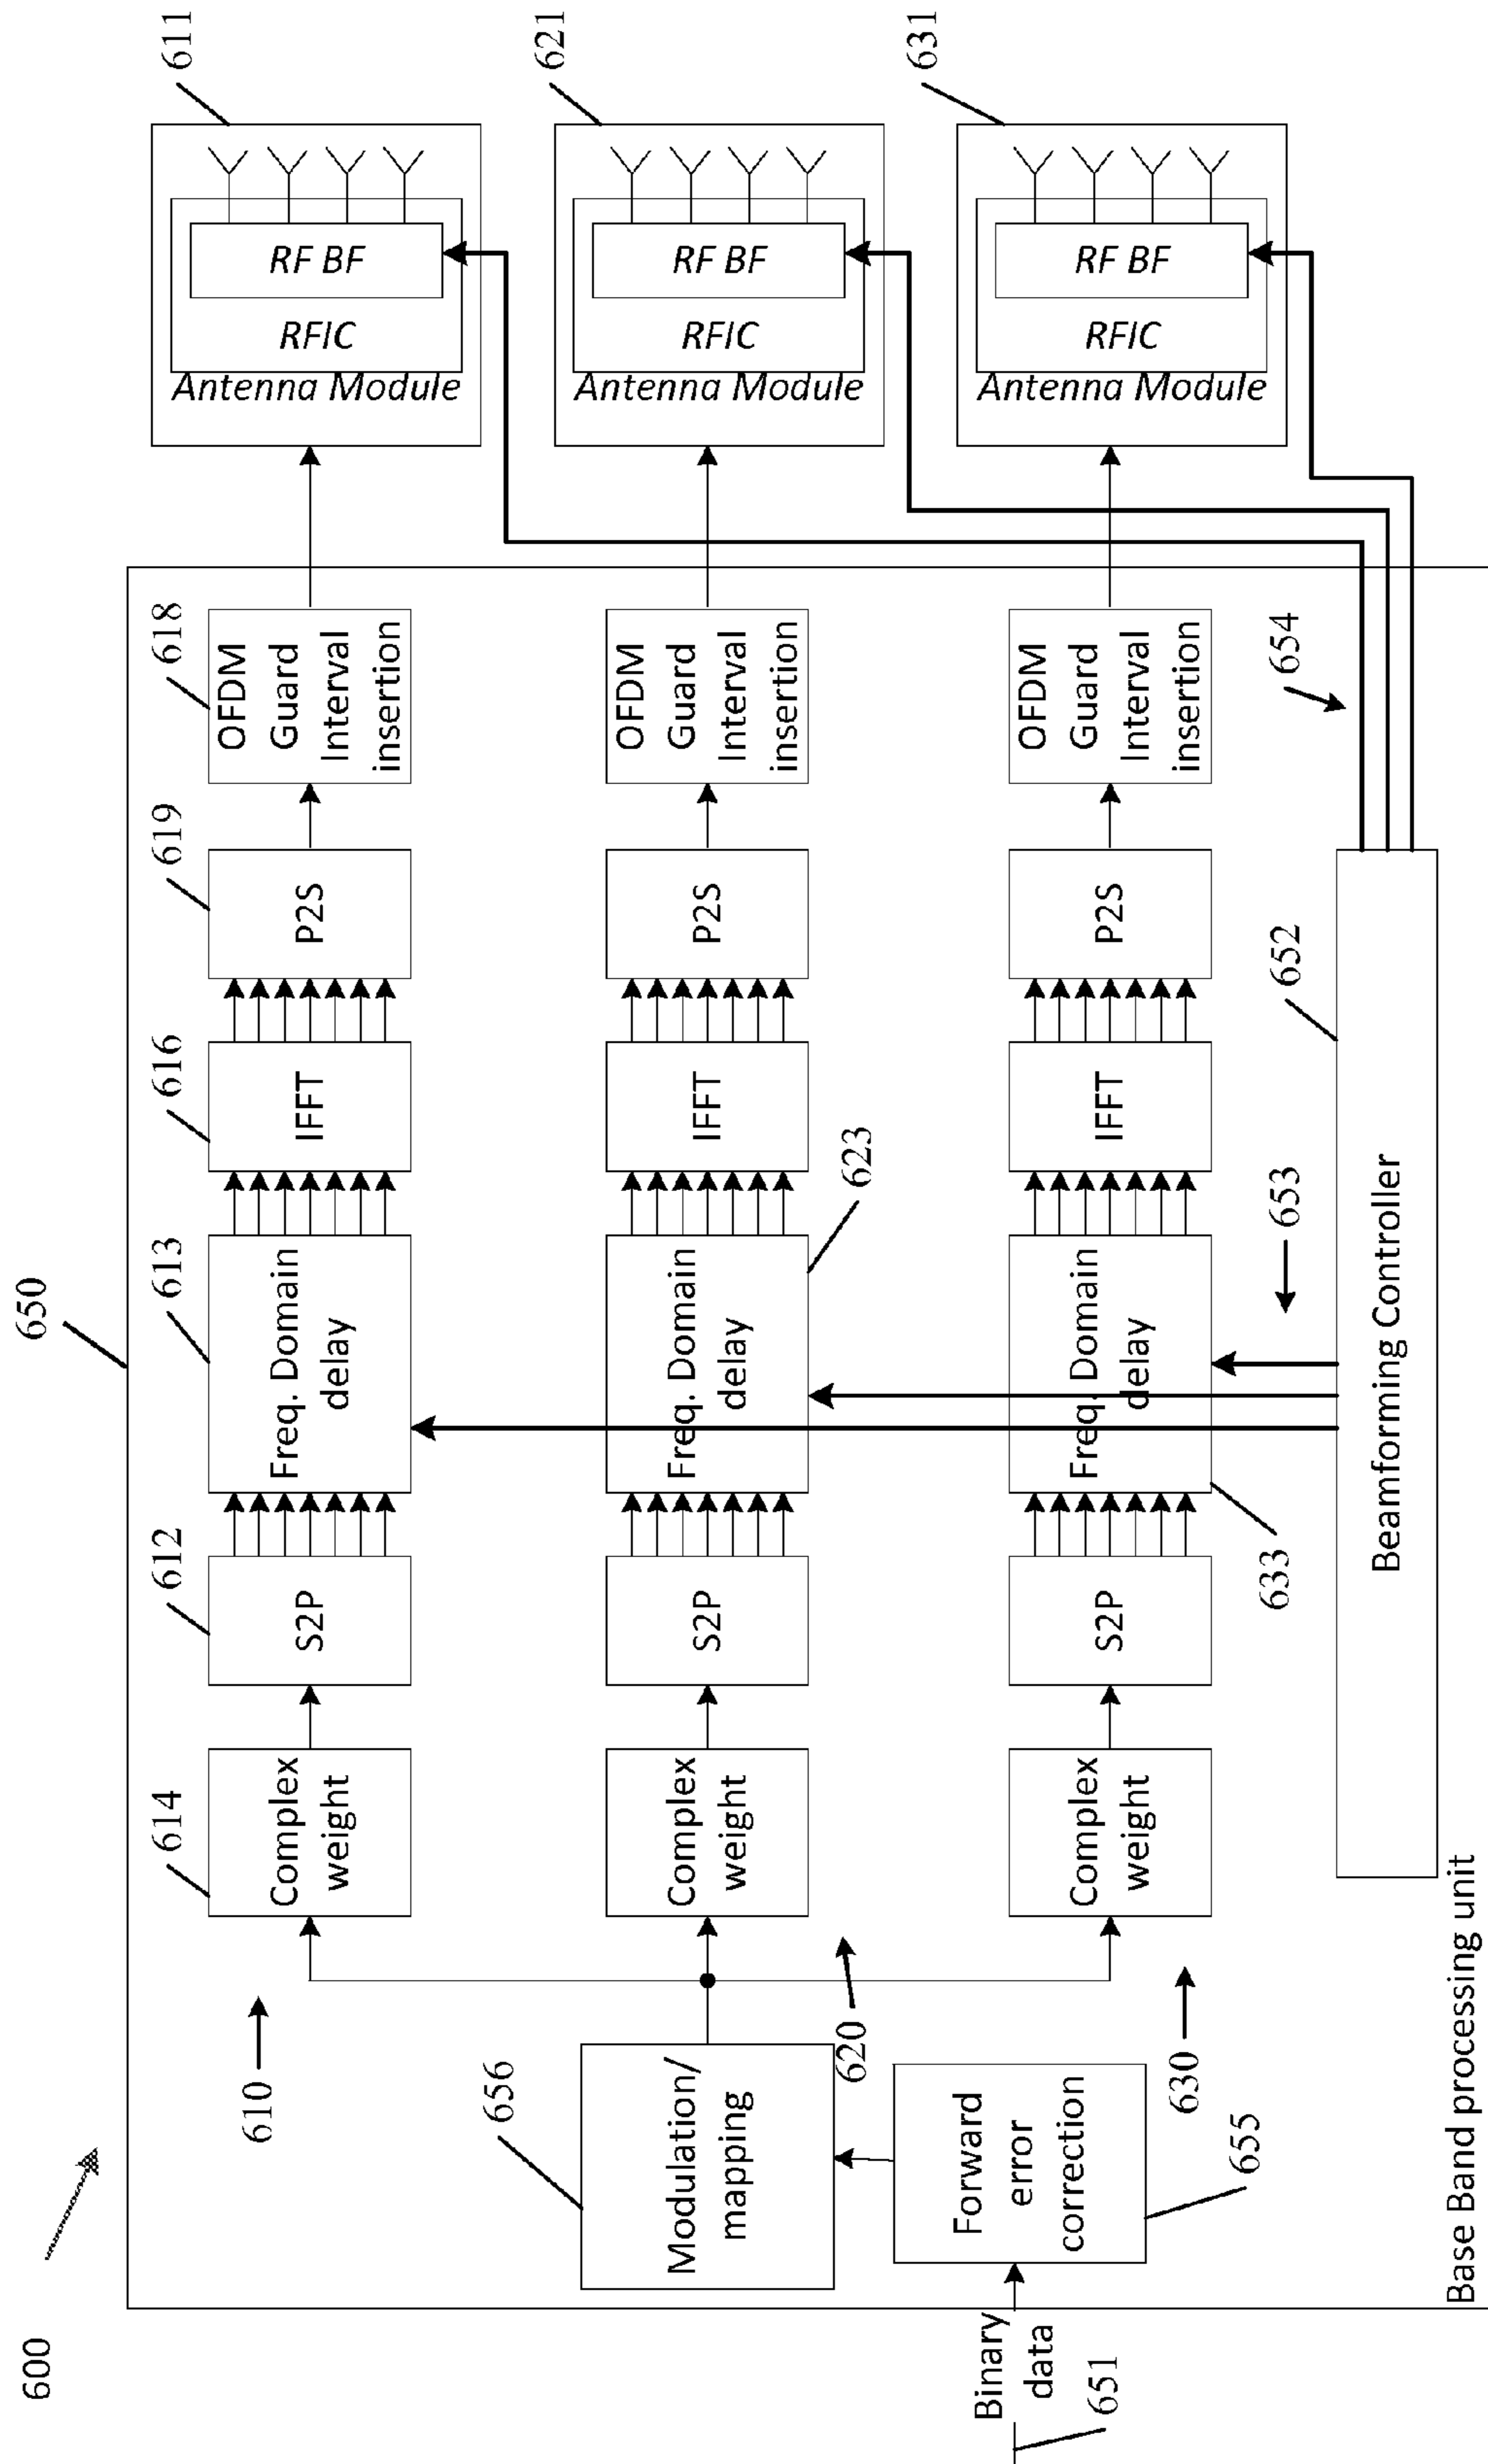 600
650
611
621
631
610
614
612
613
616
619
618
Complex
weight
S2P
Freq. Domain
delay
IFFT
P2S
OFDM
Guard
Interval
insertion
RF BF
RFIC
Antenna Module
656
Modulation/
mapping
620
Complex
weight
S2P
Freq. Domain
delay
623
IFFT
P2S
OFDM
Guard
Interval
insertion
RF BF
RFIC
Antenna Module
Binary
data
651
Forward
error
correction
655
630
Complex
weight
S2P
Freq. Domain
delay
633
IFFT
P2S
OFDM
Guard
Interval
insertion
RF BF
RFIC
Antenna Module
653
652
654
Beamforming Controller
Base Band processing unit